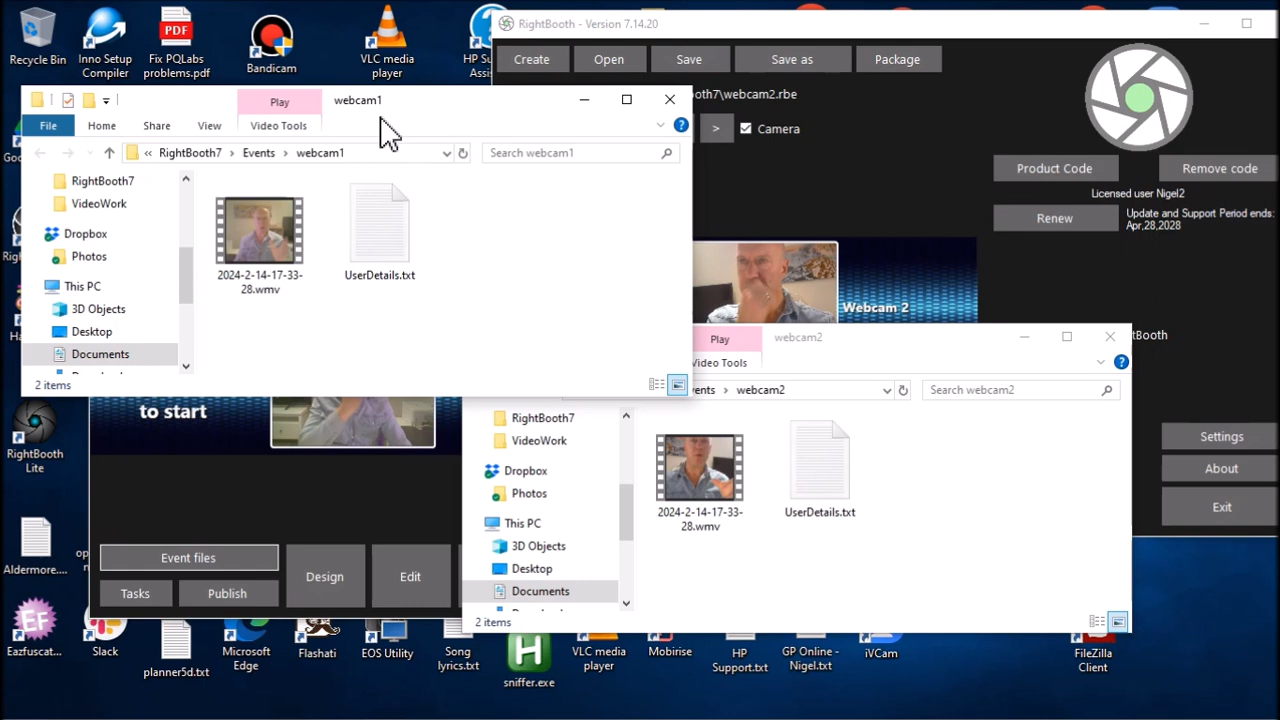 Recycle Bin
Inno Setup
Compiler
Fix PQLabs
problems.pdf
Bandicam
VLC media
player
RightBooth - Version 7.14.20
Create
Open
Save
Save as
Package
\webcam2.rbe
>
Camera
Product Code
Remove code
Licensed user Nigel2
Renew
Update and Support Period ends:
Apr,28,2028
Webcam 2
Settings
About
Exit
Play
webcam1
File
Home
Share
View
Video Tools
« RightBooth7 > Events > webcam1
Search webcam1
RightBooth7
VideoWork
Dropbox
Photos
This PC
3D Objects
Desktop
Documents
2024-2-14-17-33-
28.wmv
UserDetails.txt
2 items
Play
webcam2
Video Tools
webcam2
Search webcam2
RightBooth7
VideoWork
Dropbox
Photos
This PC
3D Objects
Desktop
Documents
2024-2-14-17-33-
28.wmv
UserDetails.txt
2 items
to start
RightBooth
Lite
Event files
Tasks
Publish
Design
Edit
Aldermore....
Eazfuscat...
Slack
planner5d.txt
Microsoft
Edge
Flashati
EOS Utility
Song
lyrics.txt
sniffer.exe
VLC media
player
Mobirise
HP
Support.txt
GP Online -
Nigel.txt
iVCam
FileZilla
Client